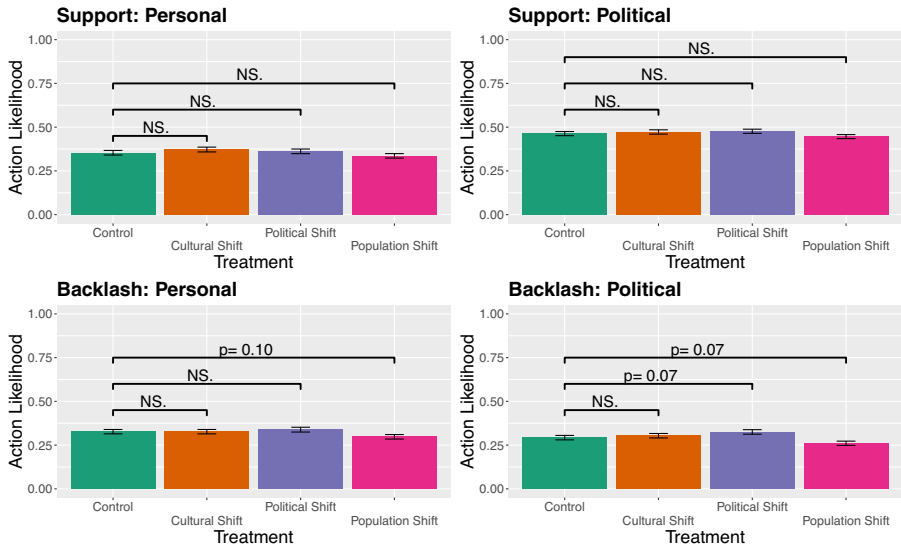 Support: Personal
1.00
0.75
0.50
0.25
0.00
Action Likelihood
NS.
NS.
NS.
Control
Cultural Shift
Political Shift
Population Shift
Treatment
Support: Political
1.00
0.75
0.50
0.25
0.00
Action Likelihood
NS.
NS.
NS.
Control
Cultural Shift
Political Shift
Population Shift
Treatment
Backlash: Personal
1.00
0.75
0.50
0.25
0.00
Action Likelihood
p= 0.10
NS.
NS.
Control
Cultural Shift
Political Shift
Population Shift
Treatment
Backlash: Political
1.00
0.75
0.50
0.25
0.00
Action Likelihood
p= 0.07
p= 0.07
NS.
Control
Cultural Shift
Political Shift
Population Shift
Treatment